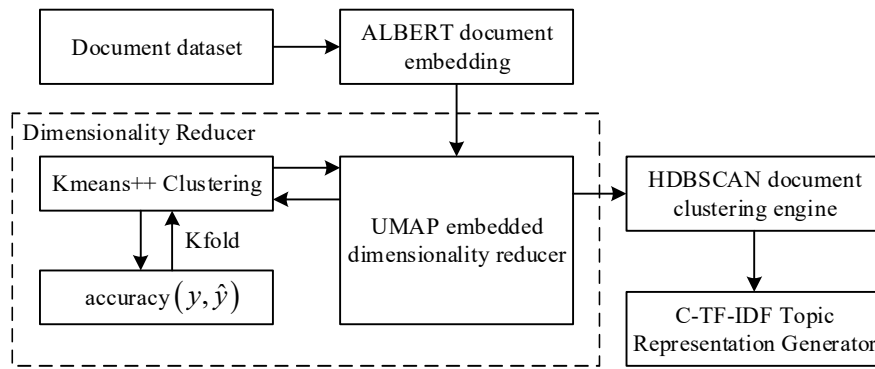 Document dataset
ALBERT document
embedding
Dimensionality Reducer
Kmeans++ Clustering
Kfold
accuracy(y, ŷ)
UMAP embedded
dimensionality reducer
HDBSCAN document
clustering engine
C-TF-IDF Topic
Representation Generator